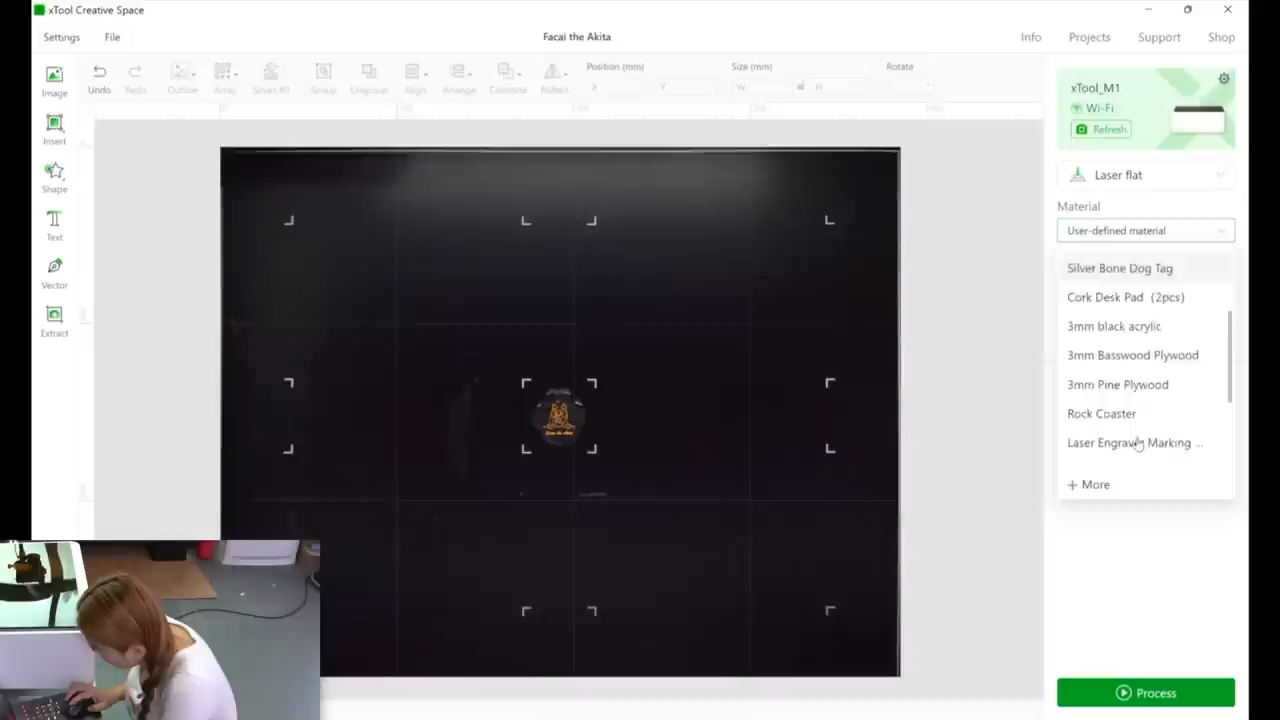 xTool Creative Space
Settings File Facai the Akita Info Projects Support Shop
Image
Insert
Shape
Text
Vector
Extract
Undo Redo Outline Array Smart fill Group Ungroup Align Arrange Combine Reflect
Position (mm) Size (mm) Rotate
X Y W H
xTool_M1
Wi-Fi
Refresh
Laser flat
Material
User-defined material
Silver Bone Dog Tag
Cork Desk Pad (2pcs)
3mm black acrylic
3mm Basswood Plywood
3mm Pine Plywood
Rock Coaster
Laser Engraving Marking ...
+ More
Process